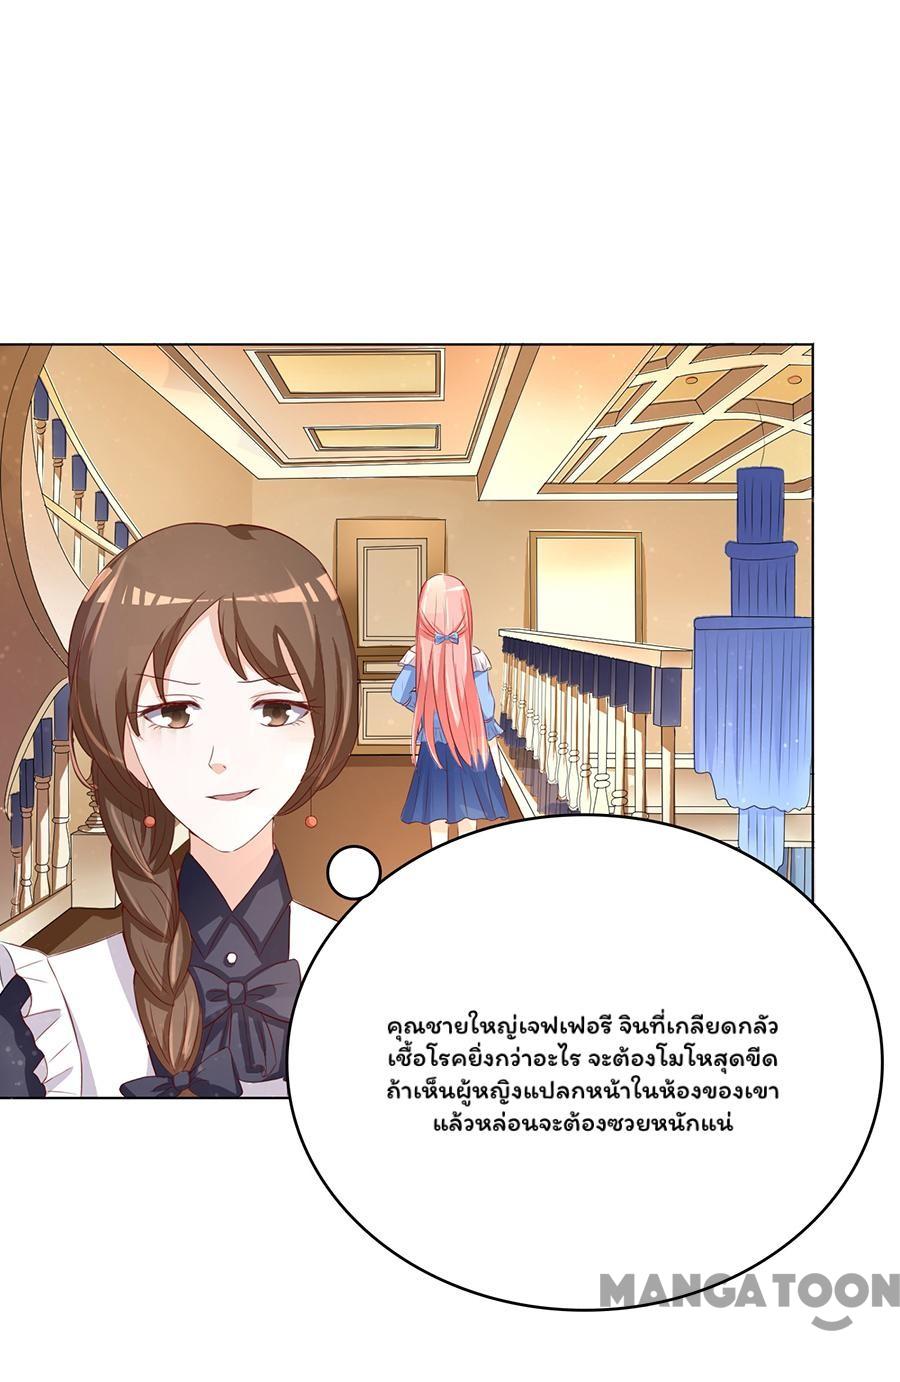 คุณชายใหญ่เจฟเฟอรี จินที่เกลียดกลัว
เชื้อโรคยิ่งกว่าอะไร จะต้องโมโหสุดขีด
ถ้าเห็นผู้หญิงแปลกหน้าในห้องของเขา
แล้วหล่อนจะต้องซวยหนักแน่
MANGATOON